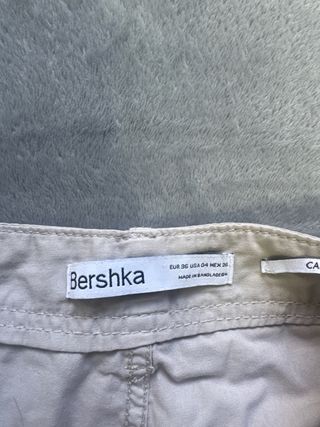 Bershka
EUR 36 USA 04 MEX 26
MADE IN BANGLADESH
CA